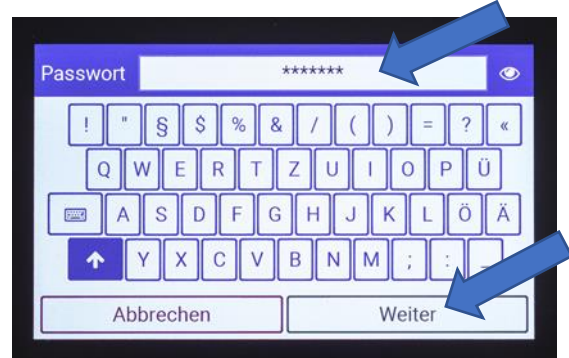 Passwort *******
! " § $ % & / ( ) = ? «
Q W E R T Z U I O P Ü
A S D F G H J K L Ö Ä
Y X C V B N M ; : _
Abbrechen Weiter